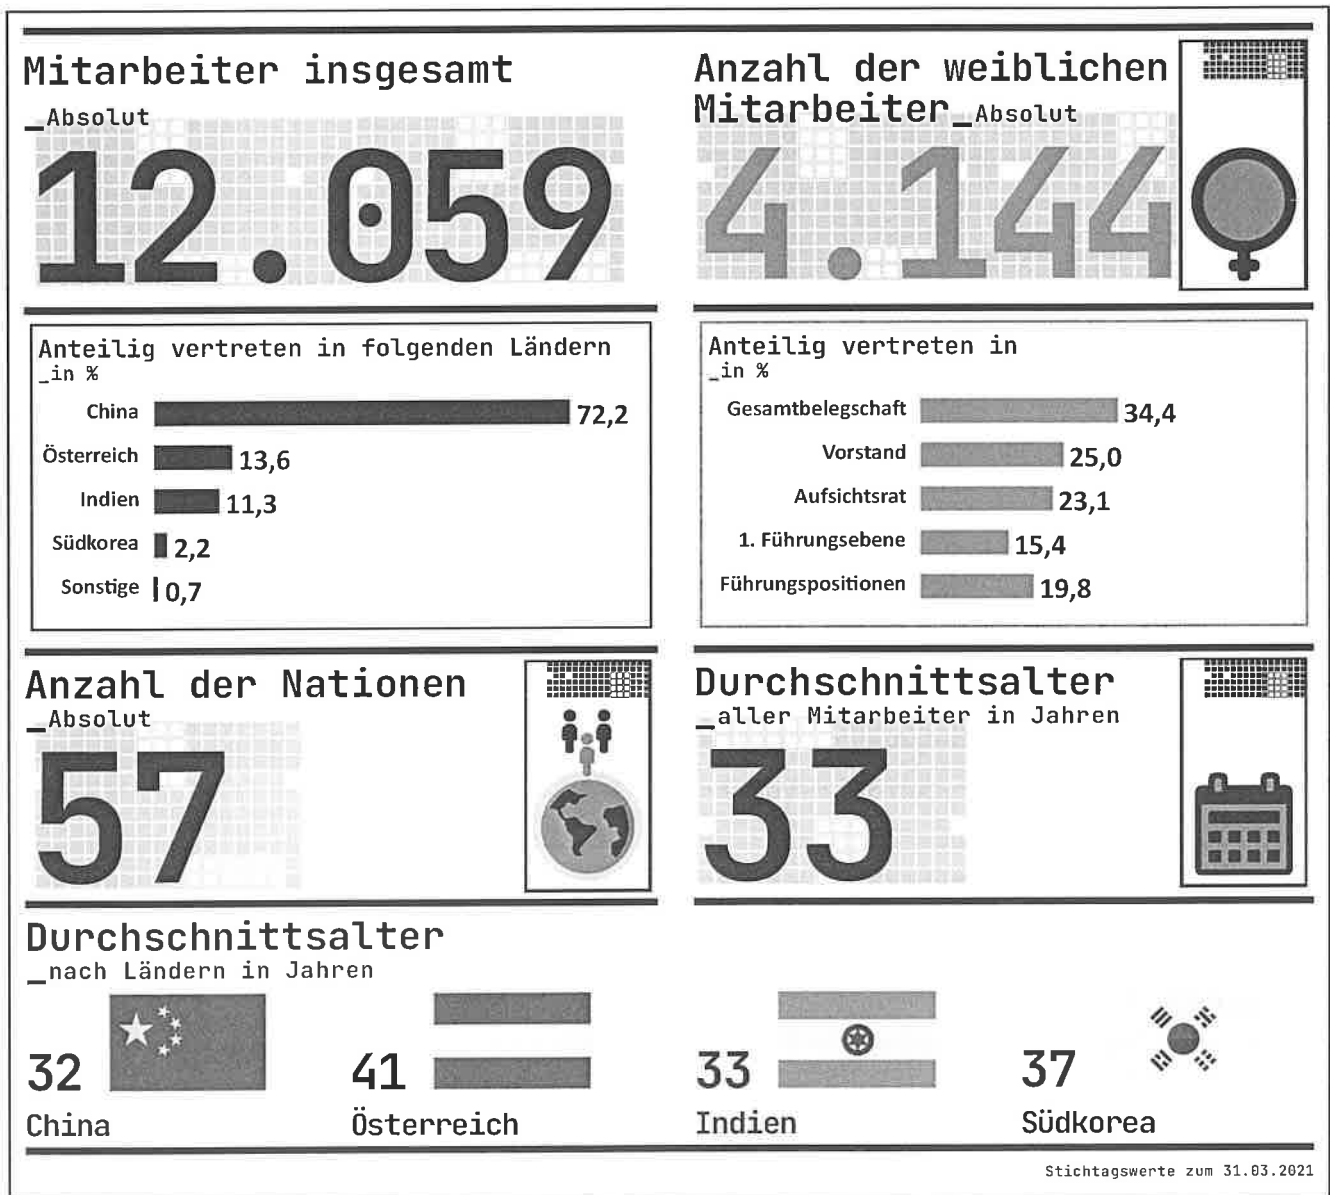 Mitarbeiter insgesamt
_Absolut
12.059
Anzahl der weiblichen
Mitarbeiter_Absolut
4.144
Anteilig vertreten in folgenden Ländern
_in %
China 72,2
Österreich 13,6
Indien 11,3
Südkorea 2,2
Sonstige 0,7
Anteilig vertreten in
_in %
Gesamtbelegschaft 34,4
Vorstand 25,0
Aufsichtsrat 23,1
1. Führungsebene 15,4
Führungspositionen 19,8
Anzahl der Nationen
_Absolut
57
Durchschnittsalter
_aller Mitarbeiter in Jahren
33
Durchschnittsalter
_nach Ländern in Jahren
32
China
41
Österreich
33
Indien
37
Südkorea
Stichtagswerte zum 31.03.2021